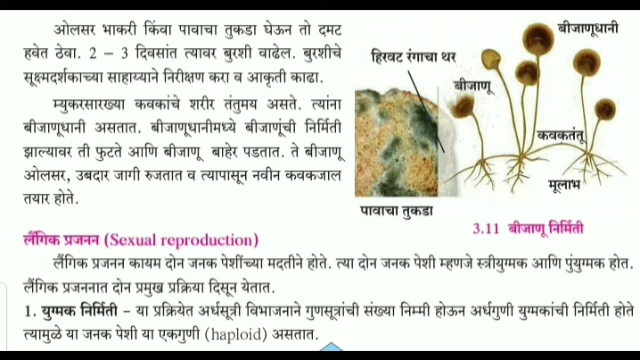 ओलसर भाकरी किंवा पावाचा तुकडा घेऊन तो दमट
हवेत ठेवा. 2 - 3 दिवसांत त्यावर बुरशी वाढेल. बुरशीचे
सूक्ष्मदर्शकाच्या साहाय्याने निरीक्षण करा व आकृती काढा.
म्युकरसारख्या कवकांचे शरीर तंतुमय असते. त्यांना
बीजाणूधानी असतात. बीजाणूधानीमध्ये बीजाणूंची निर्मिती
झाल्यावर ती फुटते आणि बीजाणू बाहेर पडतात. ते बीजाणू
ओलसर, उबदार जागी रुजतात व त्यापासून नवीन कवकजाल
तयार होते.
बीजाणूधानी
हिरवट रंगाचा थर
बीजाणू
कवकतंतू
मूलाभ
पावाचा तुकडा
3.11 बीजाणू निर्मिती
लैंगिक प्रजनन (Sexual reproduction)
लैंगिक प्रजनन कायम दोन जनक पेशींच्या मदतीने होते. त्या दोन जनक पेशी म्हणजे स्त्रीयुग्मक आणि पुंयुग्मक होत.
लैंगिक प्रजननात दोन प्रमुख प्रक्रिया दिसून येतात.
1. युग्मक निर्मिती - या प्रक्रियेत अर्धसूत्री विभाजनाने गुणसूत्रांची संख्या निम्मी होऊन अर्धगुणी युग्मकांची निर्मिती होते
त्यामुळे या जनक पेशी या एकगुणी (haploid) असतात.